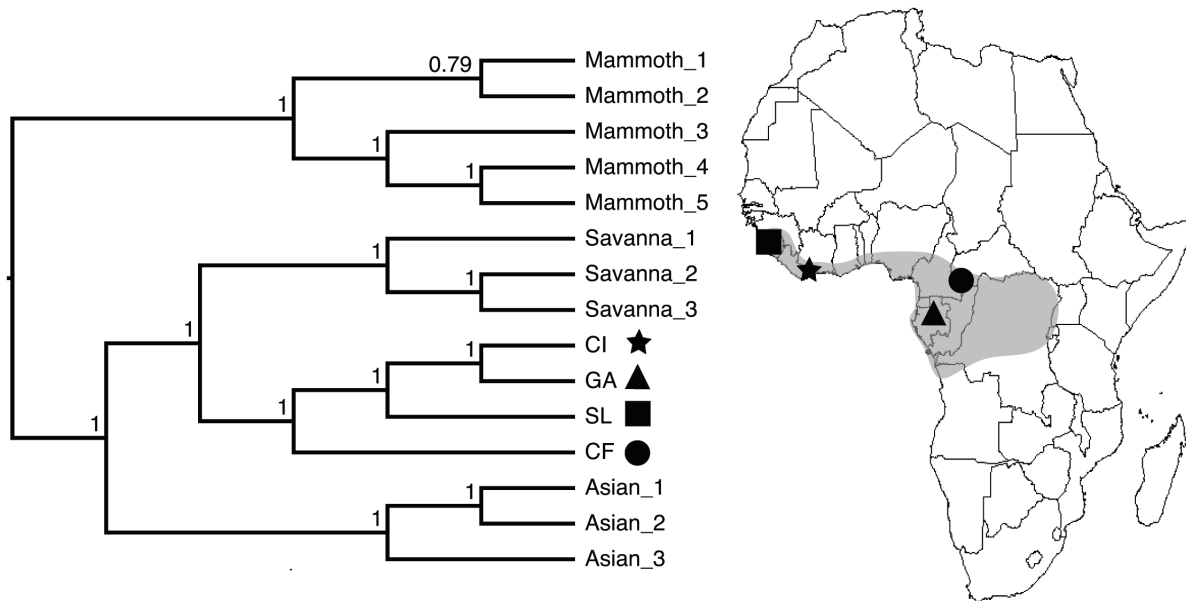 0.79
Mammoth_1
Mammoth_2
1
Mammoth_3
1
Mammoth_4
1
Mammoth_5
1
Savanna_1
1
Savanna_2
1
Savanna_3
1
CI
1
GA
1
SL
1
CF
1
Asian_1
1
Asian_2
1
Asian_3